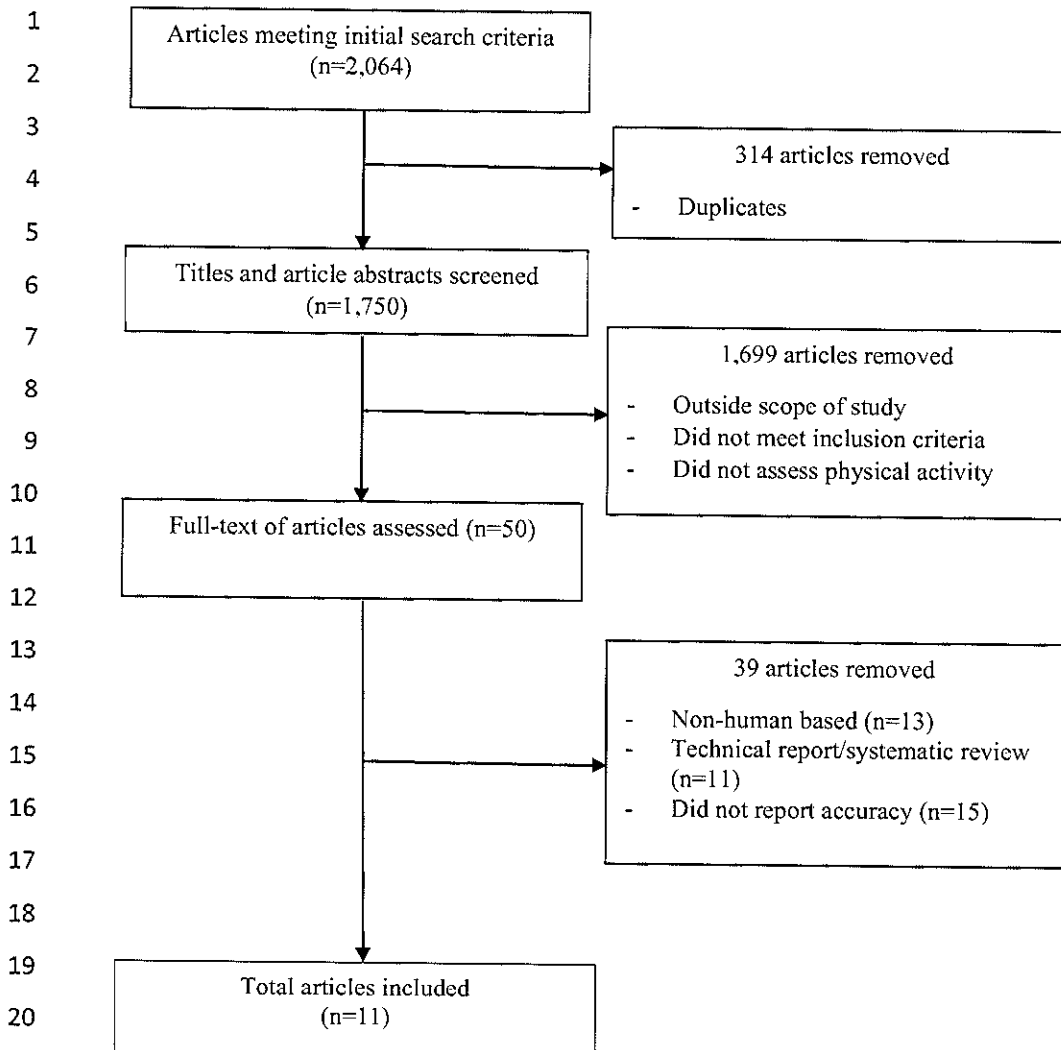 1
2
3
4
5
6
7
8
9
10
11
12
13
14
15
16
17
18
19
20
Articles meeting initial search criteria
(n=2,064)
314 articles removed
- Duplicates
Titles and article abstracts screened
(n=1,750)
1,699 articles removed
- Outside scope of study
- Did not meet inclusion criteria
- Did not assess physical activity
Full-text of articles assessed (n=50)
39 articles removed
- Non-human based (n=13)
- Technical report/systematic review
(n=11)
- Did not report accuracy (n=15)
Total articles included
(n=11)